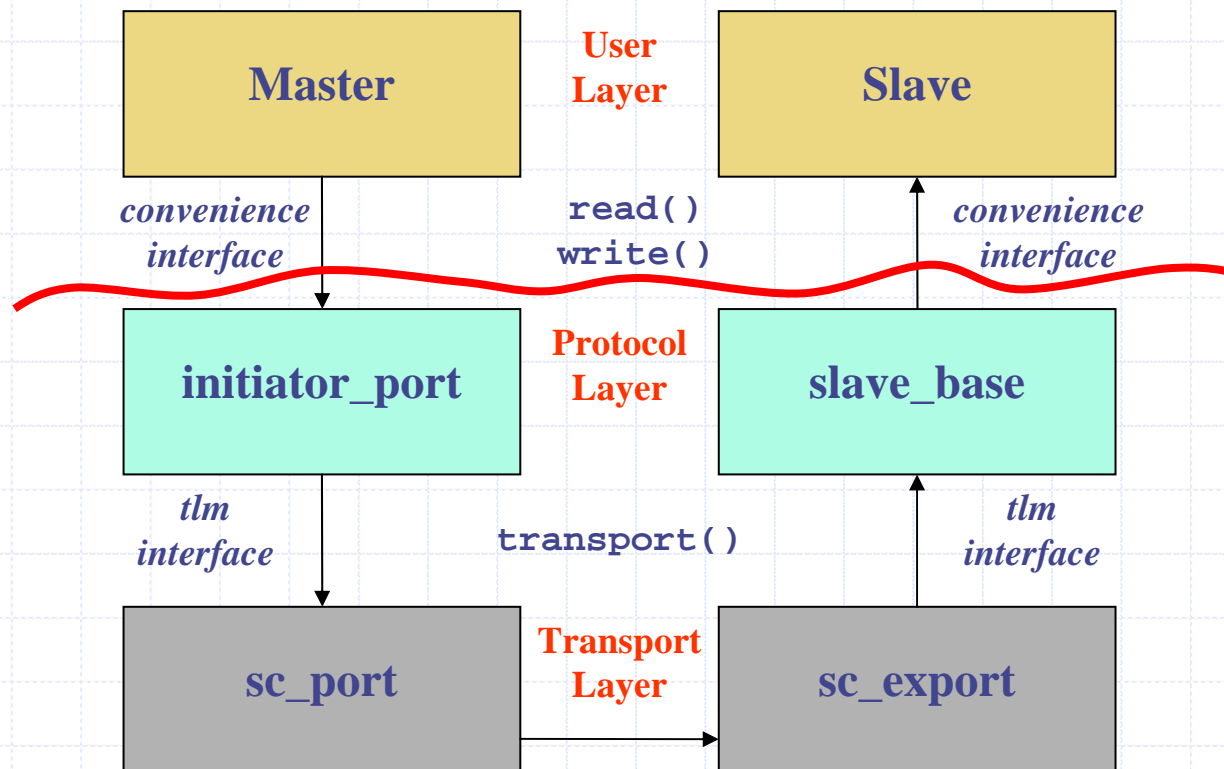 Master
User
Layer
Slave
convenience
interface
read()
write()
convenience
interface
initiator_port
Protocol
Layer
slave_base
tlm
interface
transport()
tlm
interface
sc_port
Transport
Layer
sc_export